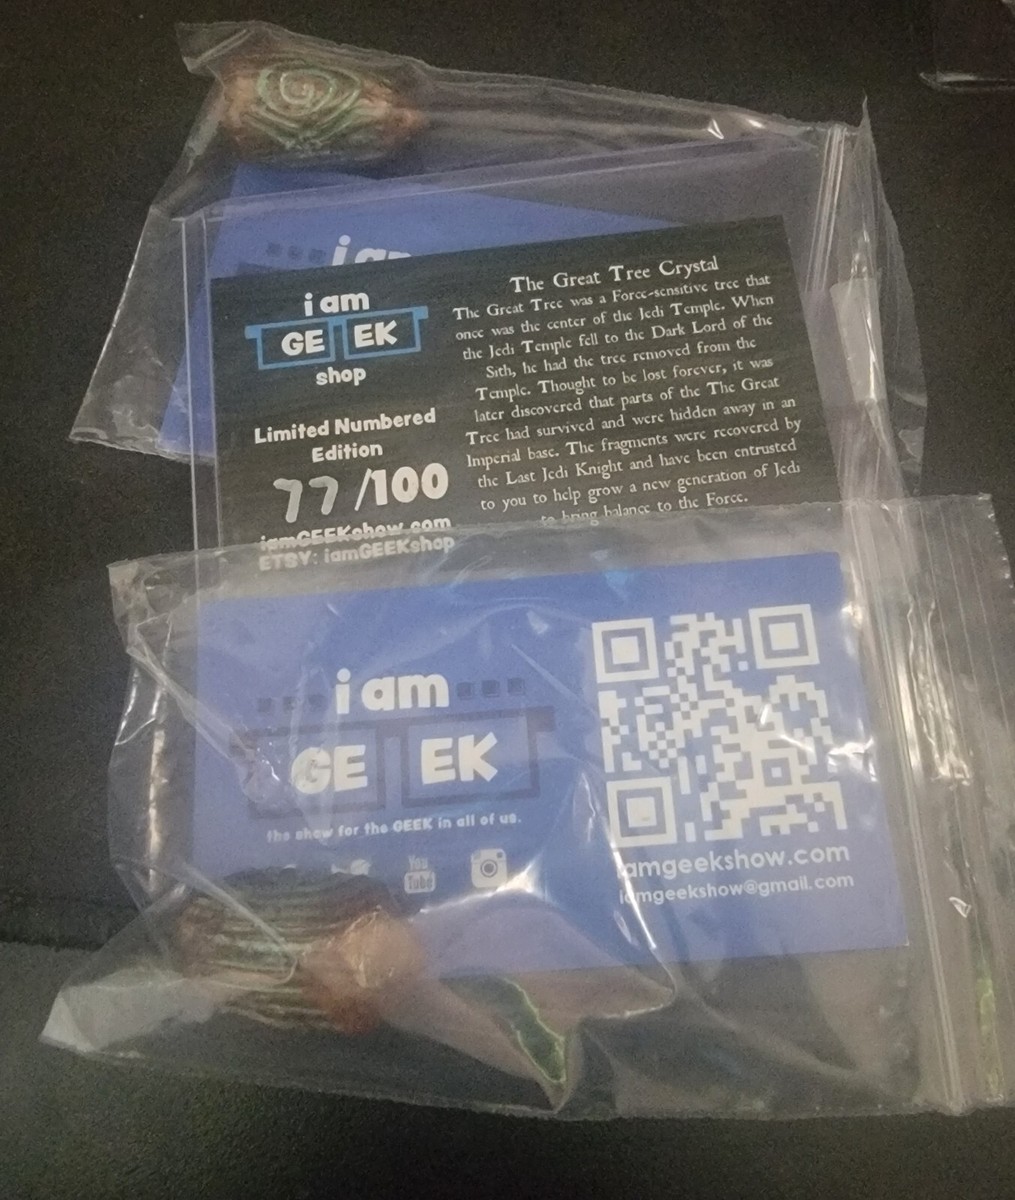 i am
i am
GE EK
shop
Limited Numbered
Edition
77/100
iamGEEKshow.com
ETSY: iamGEEKshop
The Great Tree Crystal
The Great Tree was a Force-sensitive tree that
once was the center of the Jedi Temple. When
the Jedi Temple fell to the Dark Lord of the
Sith, he had the tree removed from the
Temple. Thought to be lost forever, it was
later discovered that parts of the The Great
Tree had survived and were hidden away in an
Imperial base. The fragments were recovered by
the Last Jedi Knight and have been entrusted
to you to help grow a new generation of Jedi
to bring balance to the Force.
i am
GE EK
the show for the GEEK in all of us.
You
Tube
iamgeekshow.com
iamgeekshow@gmail.com